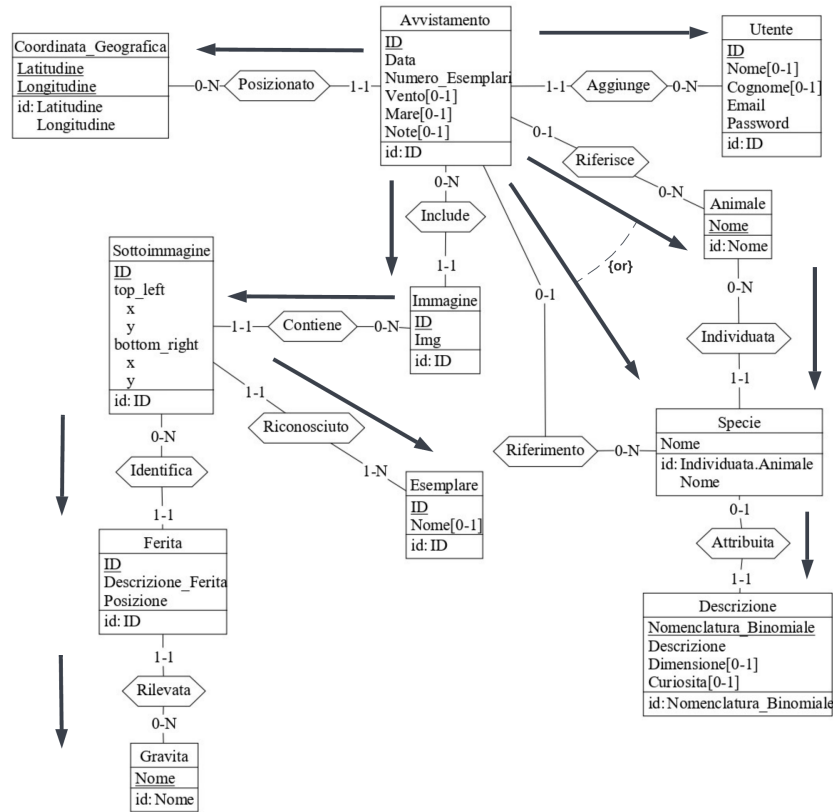 Avvistamento
ID
Data
Numero_Esemplari
Vento[0-1]
Mare[0-1]
Note[0-1]
id: ID
Coordinata_Geografica
Latitudine
Longitudine
id: Latitudine
Longitudine
0-N
Posizionato
1-1
1-1
Aggiunge
0-N
Utente
ID
Nome[0-1]
Cognome[0-1]
Email
Password
id: ID
0-1
Riferisce
0-N
Animale
Nome
id: Nome
0-N
Include
1-1
{or}
0-1
Sottoimmagine
ID
top_left
x
y
bottom_right
x
y
id: ID
1-1
Contiene
0-N
Immagine
ID
Img
id: ID
0-N
Individuata
1-1
1-1
Riconosciuto
1-N
Esemplare
ID
Nome[0-1]
id: ID
Riferimento
0-N
Specie
Nome
id: Individuata.Animale
Nome
0-N
Identifica
1-1
Ferita
ID
Descrizione_Ferita
Posizione
id: ID
0-1
Attribuita
1-1
Descrizione
Nomenclatura_Binomiale
Descrizione
Dimensione[0-1]
Curiosita[0-1]
id: Nomenclatura_Binomiale
1-1
Rilevata
0-N
Gravita
Nome
id: Nome